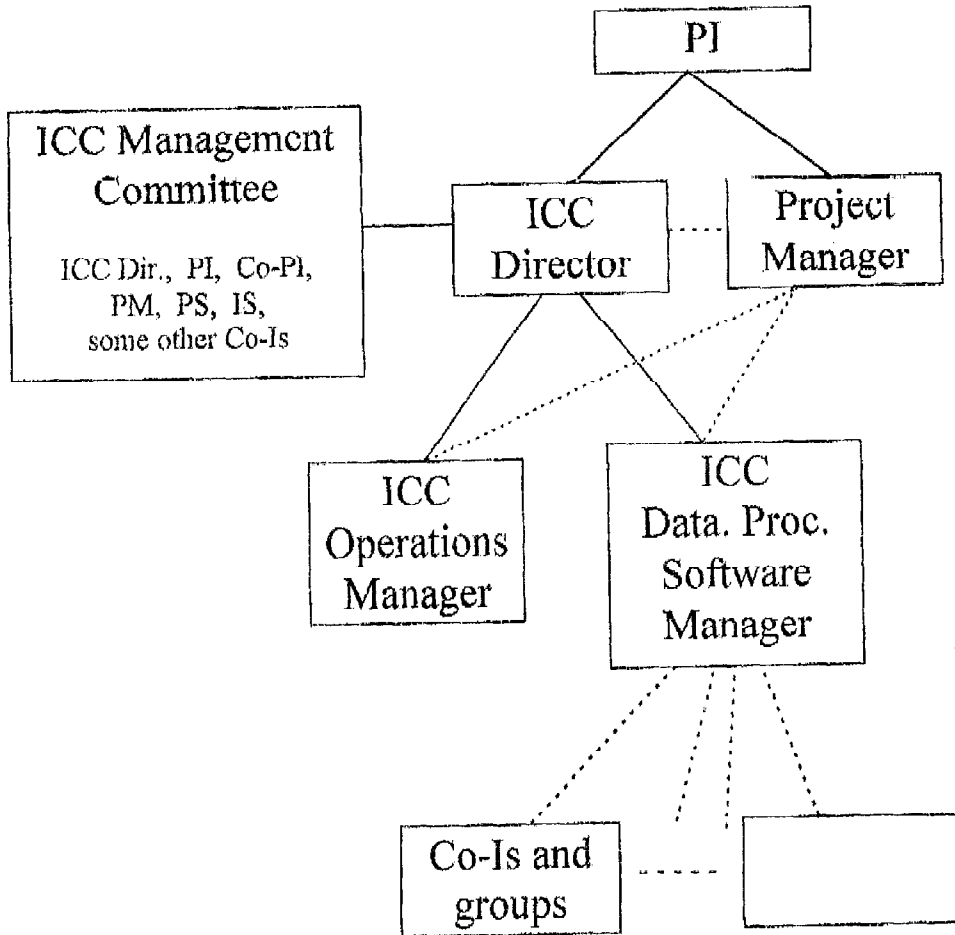 PI
ICC Management
Committee
ICC Dir., PI, Co-PI,
PM, PS, IS,
some other Co-Is
ICC
Director
Project
Manager
ICC
Operations
Manager
ICC
Data. Proc.
Software
Manager
Co-Is and
groups